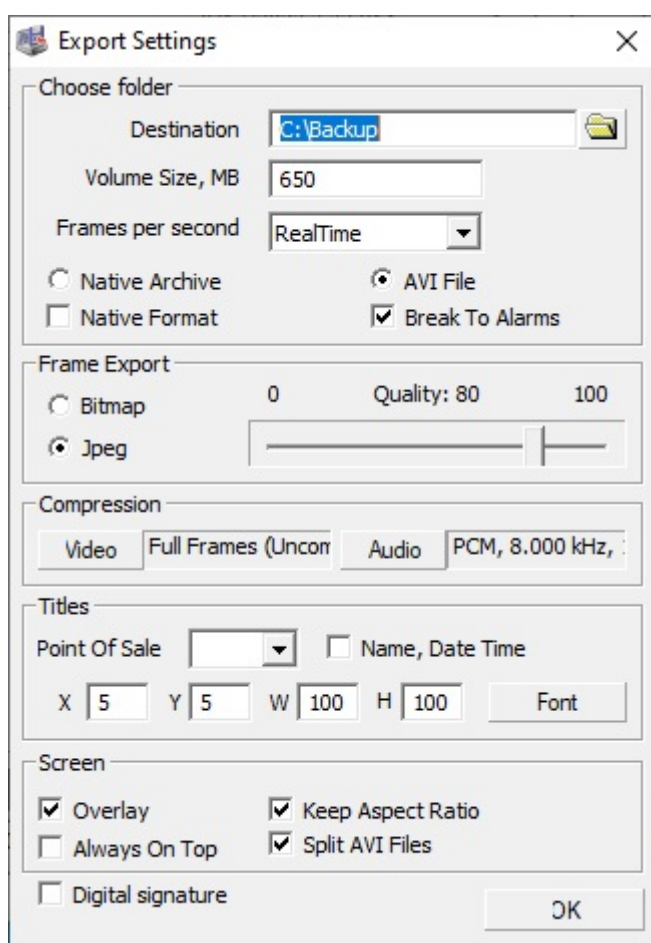 Export Settings
Choose folder
Destination C:\Backup
Volume Size, MB 650
Frames per second RealTime
Native Archive AVI File
Native Format Break To Alarms
Frame Export
Bitmap 0 Quality: 80 100
Jpeg
Compression
Video Full Frames (Uncom Audio PCM, 8.000 kHz,
Titles
Point Of Sale Name, Date Time
X 5 Y 5 W 100 H 100 Font
Screen
Overlay Keep Aspect Ratio
Always On Top Split AVI Files
Digital signature
OK